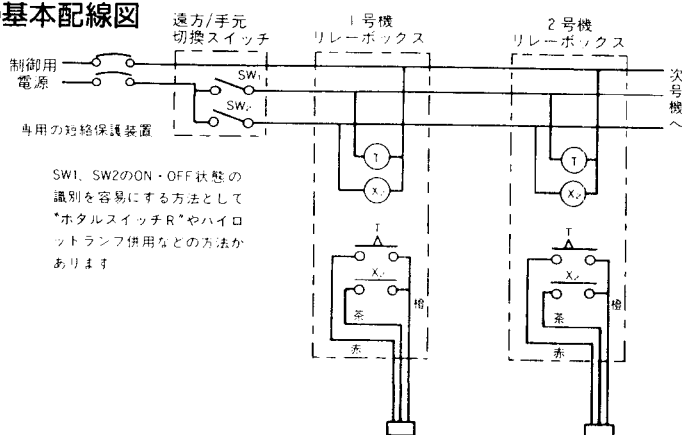 基本配線図
遠方/手元
切換スイッチ
1号機
リレーボックス
2号機
リレーボックス
制御用
電源
SW1
SW2
次号機へ
専用の短絡保護装置
T
X2
T
X2
SW1、SW2のON・OFF状態の
識別を容易にする方法として
"ホタルスイッチR"やハイロ
ットランフ併用などの方法か
あります
T
X2
橙
茶
赤
T
X2
橙
茶
赤